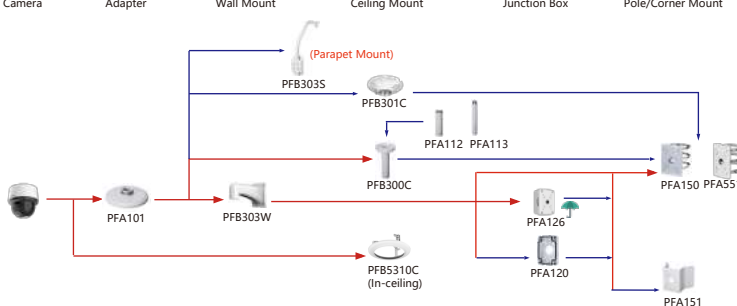 Camera
Adapter
Wall Mount
Ceiling Mount
Junction Box
Pole/Corner Mount
(Parapet Mount)
PFB303S
PFB301C
PFA112
PFA113
PFB300C
PFA150
PFA551
PFA101
PFB303W
PFA126
PFB5310C
(In-ceiling)
PFA120
PFA151